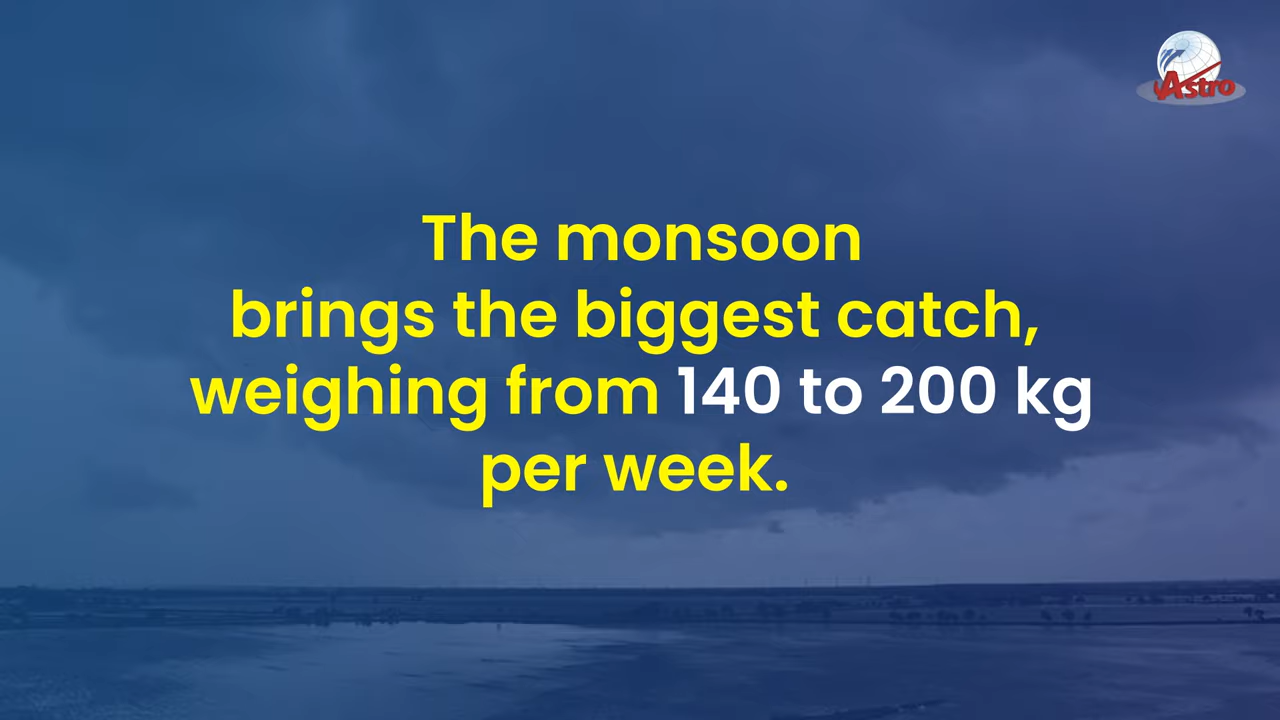 Astro
The monsoon
brings the biggest catch,
weighing from 140 to 200 kg
per week.